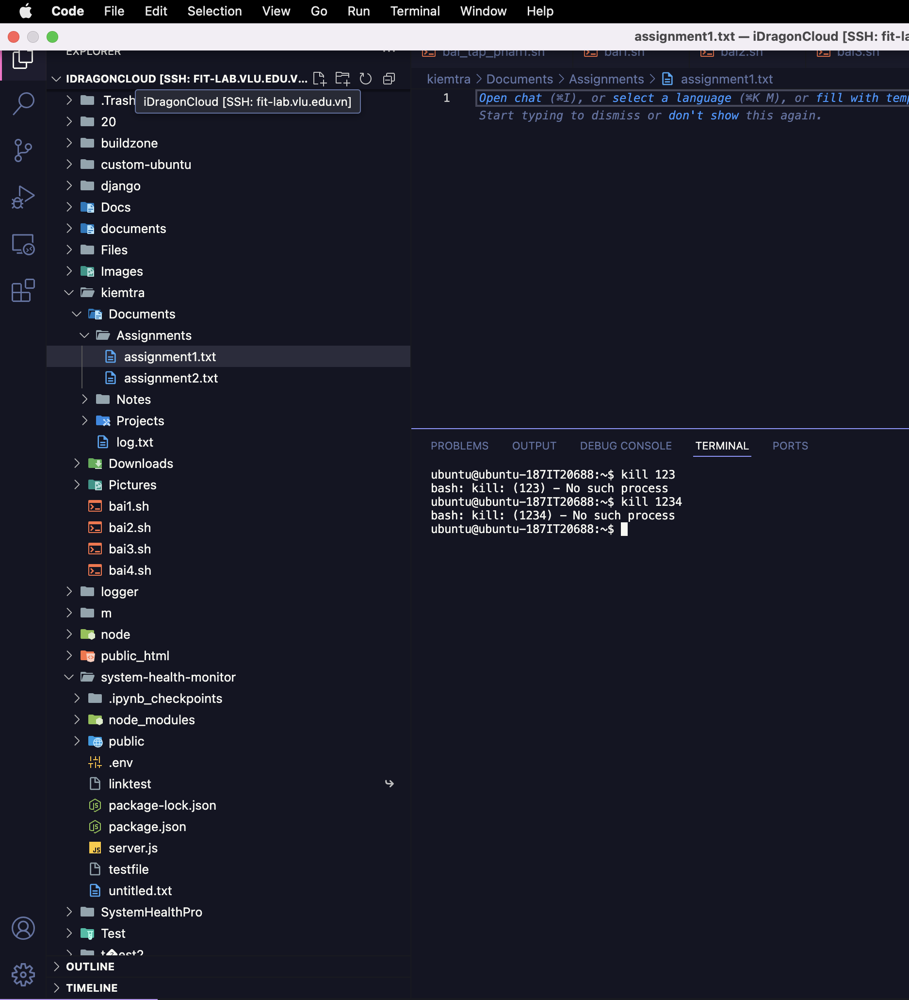 Code File Edit Selection View Go Run Terminal Window Help
assignment1.txt — iDragonCloud [SSH: fit-la
EXPLORER
IDRAGONCLOUD [SSH: FIT-LAB.VLU.EDU.V...
iDragonCloud [SSH: fit-lab.vlu.edu.vn]
.Trash
20
buildzone
custom-ubuntu
django
Docs
documents
Files
Images
kiemtra
Documents
Assignments
assignment1.txt
assignment2.txt
Notes
Projects
log.txt
Downloads
Pictures
bai1.sh
bai2.sh
bai3.sh
bai4.sh
logger
m
node
public_html
system-health-monitor
.ipynb_checkpoints
node_modules
public
.env
linktest
package-lock.json
package.json
server.js
testfile
untitled.txt
SystemHealthPro
Test
t�est2
OUTLINE
TIMELINE
bai_tap_phan1.sh bai1.sh bai2.sh bai3.sh
kiemtra > Documents > Assignments > assignment1.txt
1 Open chat (⌘I), or select a language (⌘K M), or fill with temp
Start typing to dismiss or don't show this again.
PROBLEMS OUTPUT DEBUG CONSOLE TERMINAL PORTS
ubuntu@ubuntu-187IT20688:~$ kill 123
bash: kill: (123) - No such process
ubuntu@ubuntu-187IT20688:~$ kill 1234
bash: kill: (1234) - No such process
ubuntu@ubuntu-187IT20688:~$